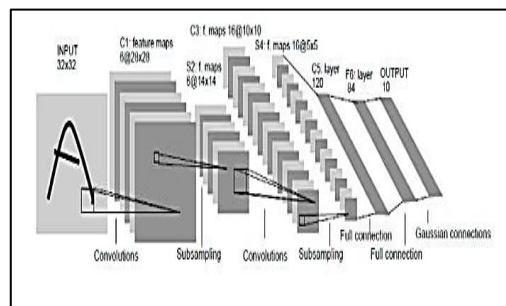 INPUT
32x32
C1: feature maps
6@28x28
S2: f. maps
6@14x14
C3: f. maps 16@10x10
S4: f. maps 16@5x5
C5: layer
120
F6: layer
84
OUTPUT
10
Convolutions
Subsampling
Convolutions
Subsampling
Full connection
Full connection
Gaussian connections